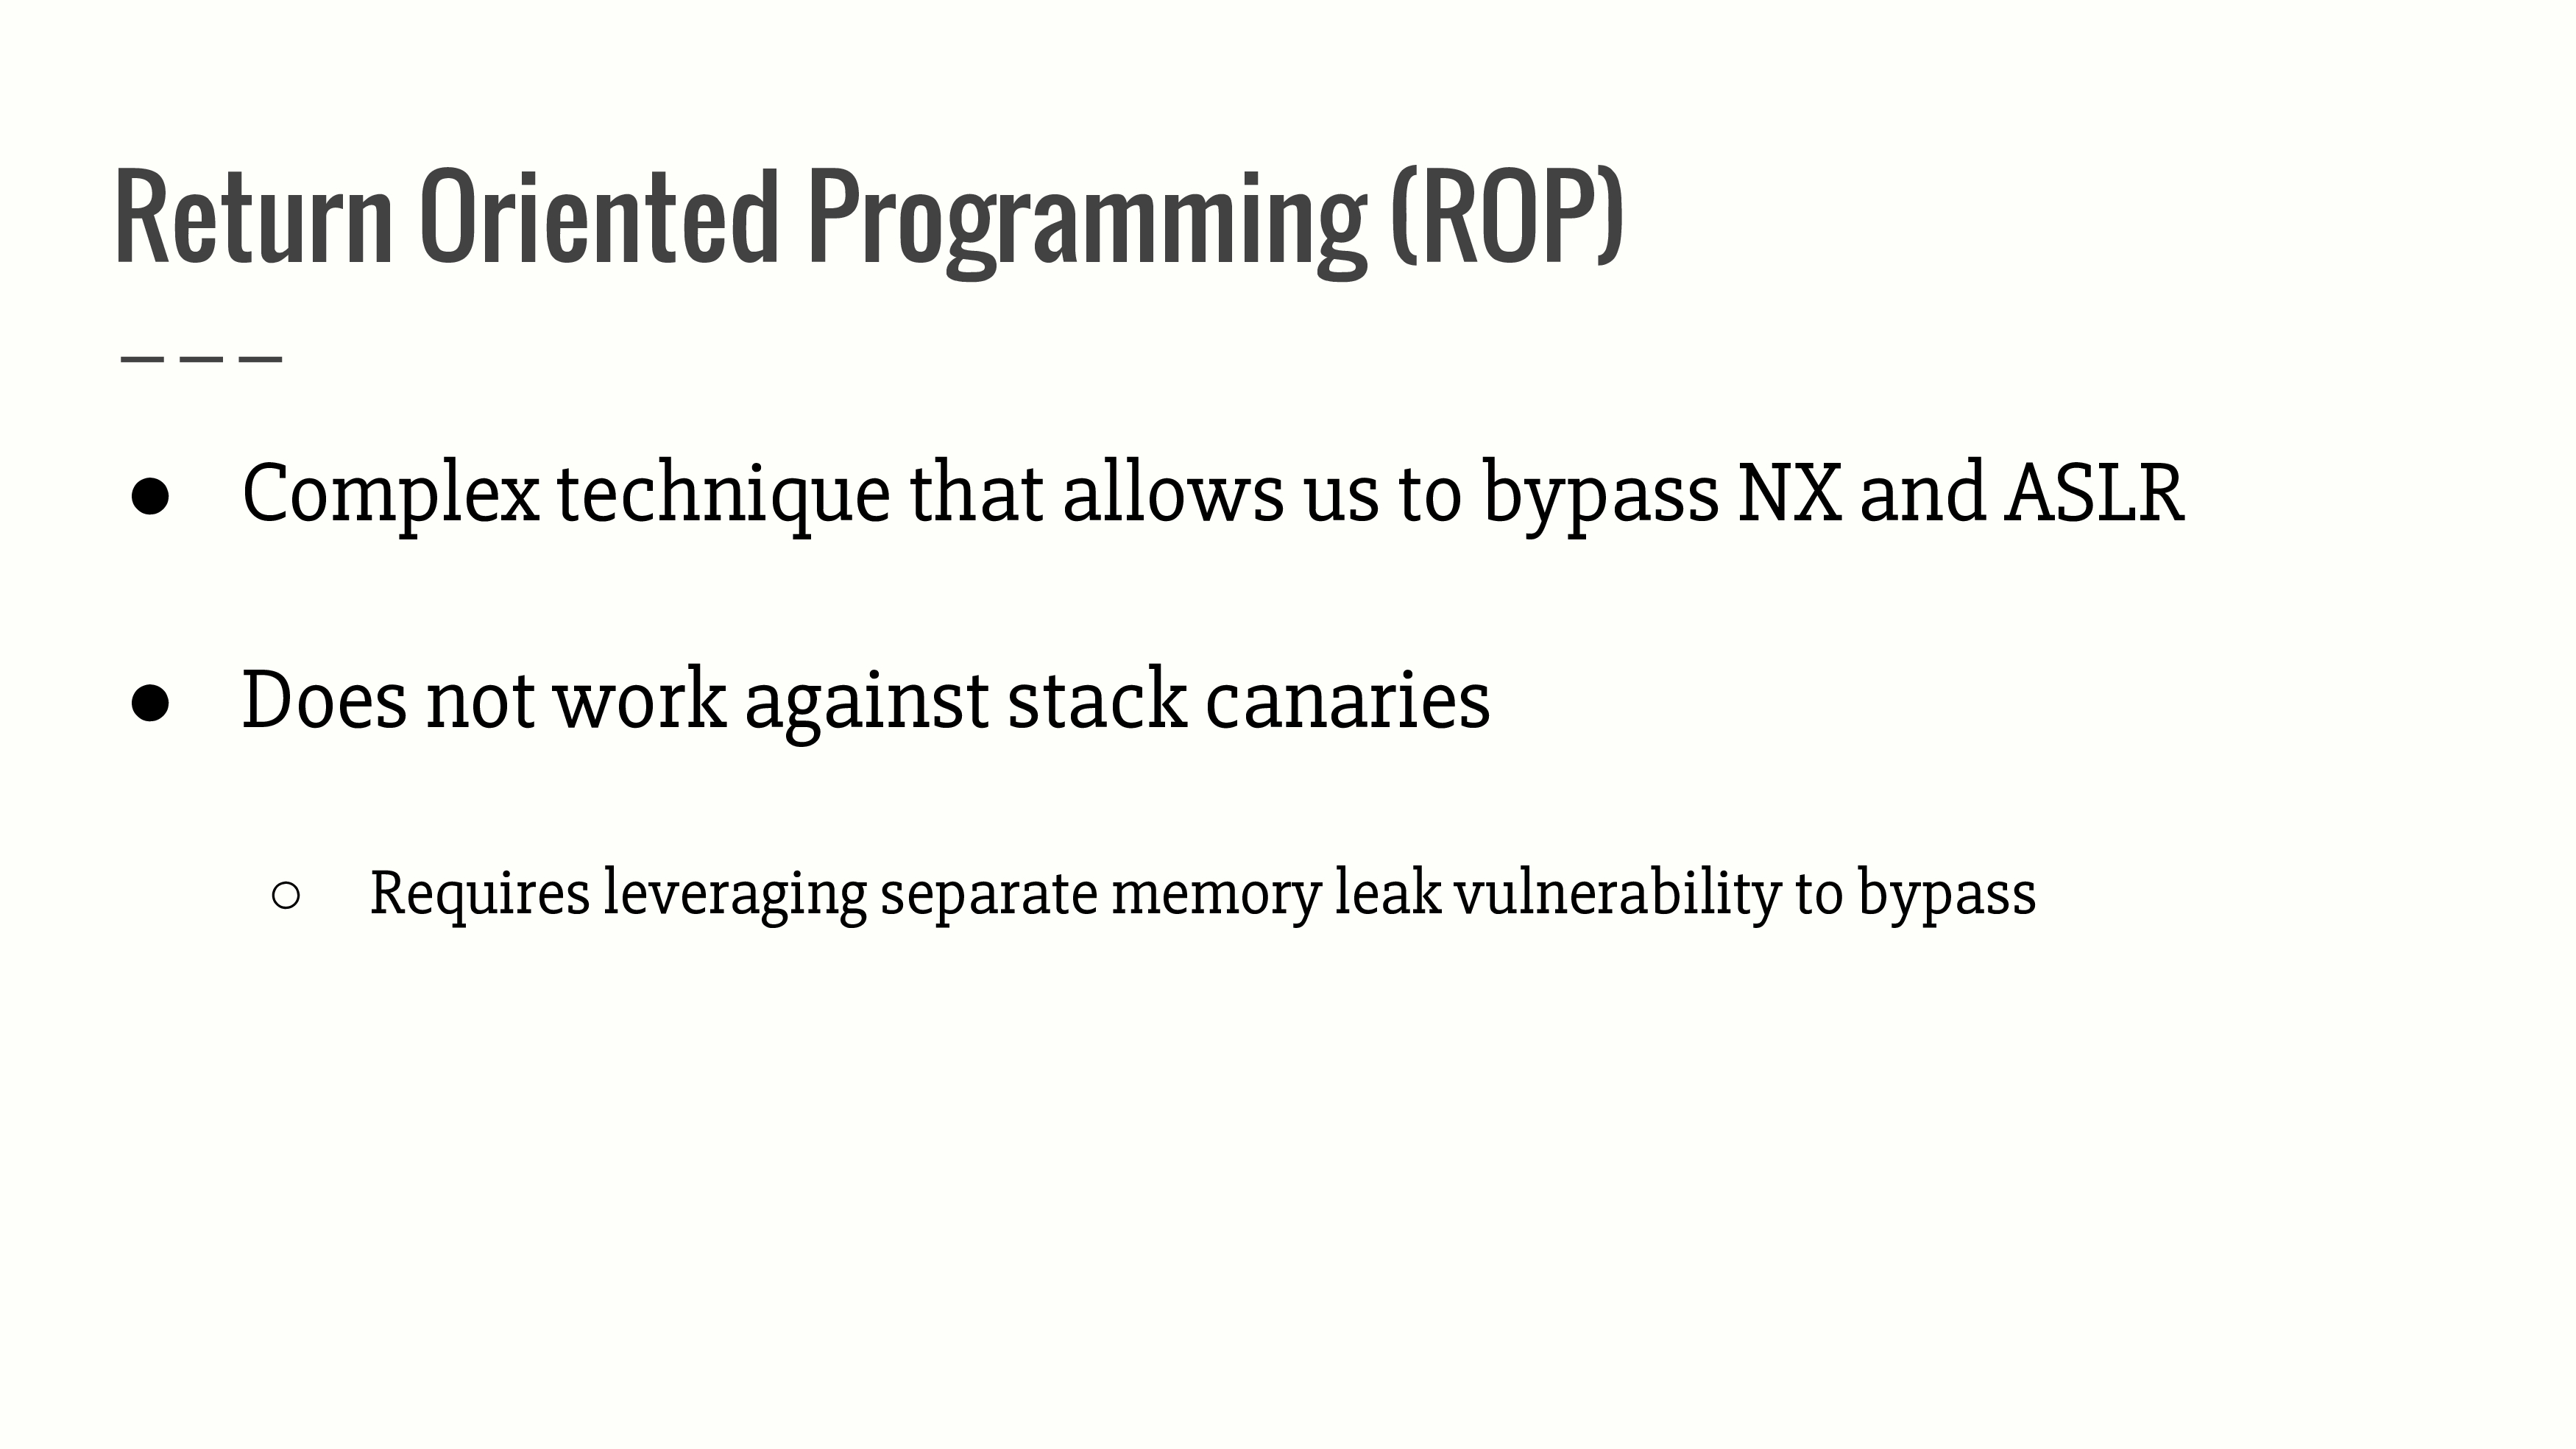 Return Oriented Programming (ROP)
● Complex technique that allows us to bypass NX and ASLR
● Does not work against stack canaries
○ Requires leveraging separate memory leak vulnerability to bypass